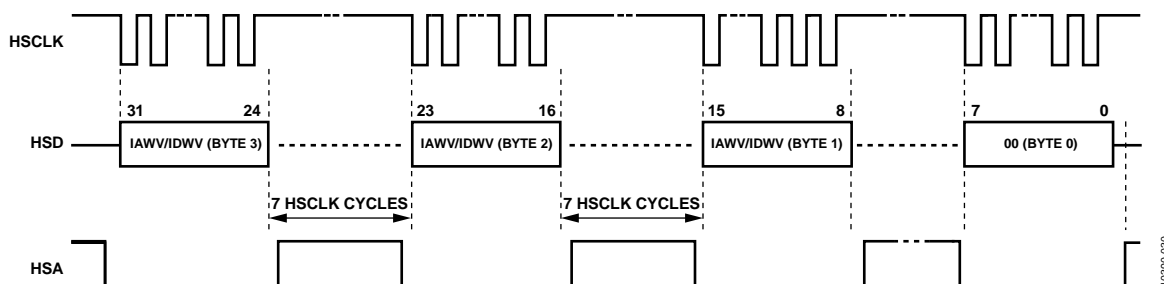 HSCLK
31 24 23 16 15 8 7 0
HSD IAWV/IDWV (BYTE 3) IAWV/IDWV (BYTE 2) IAWV/IDWV (BYTE 1) 00 (BYTE 0)
7 HSCLK CYCLES 7 HSCLK CYCLES
HSA